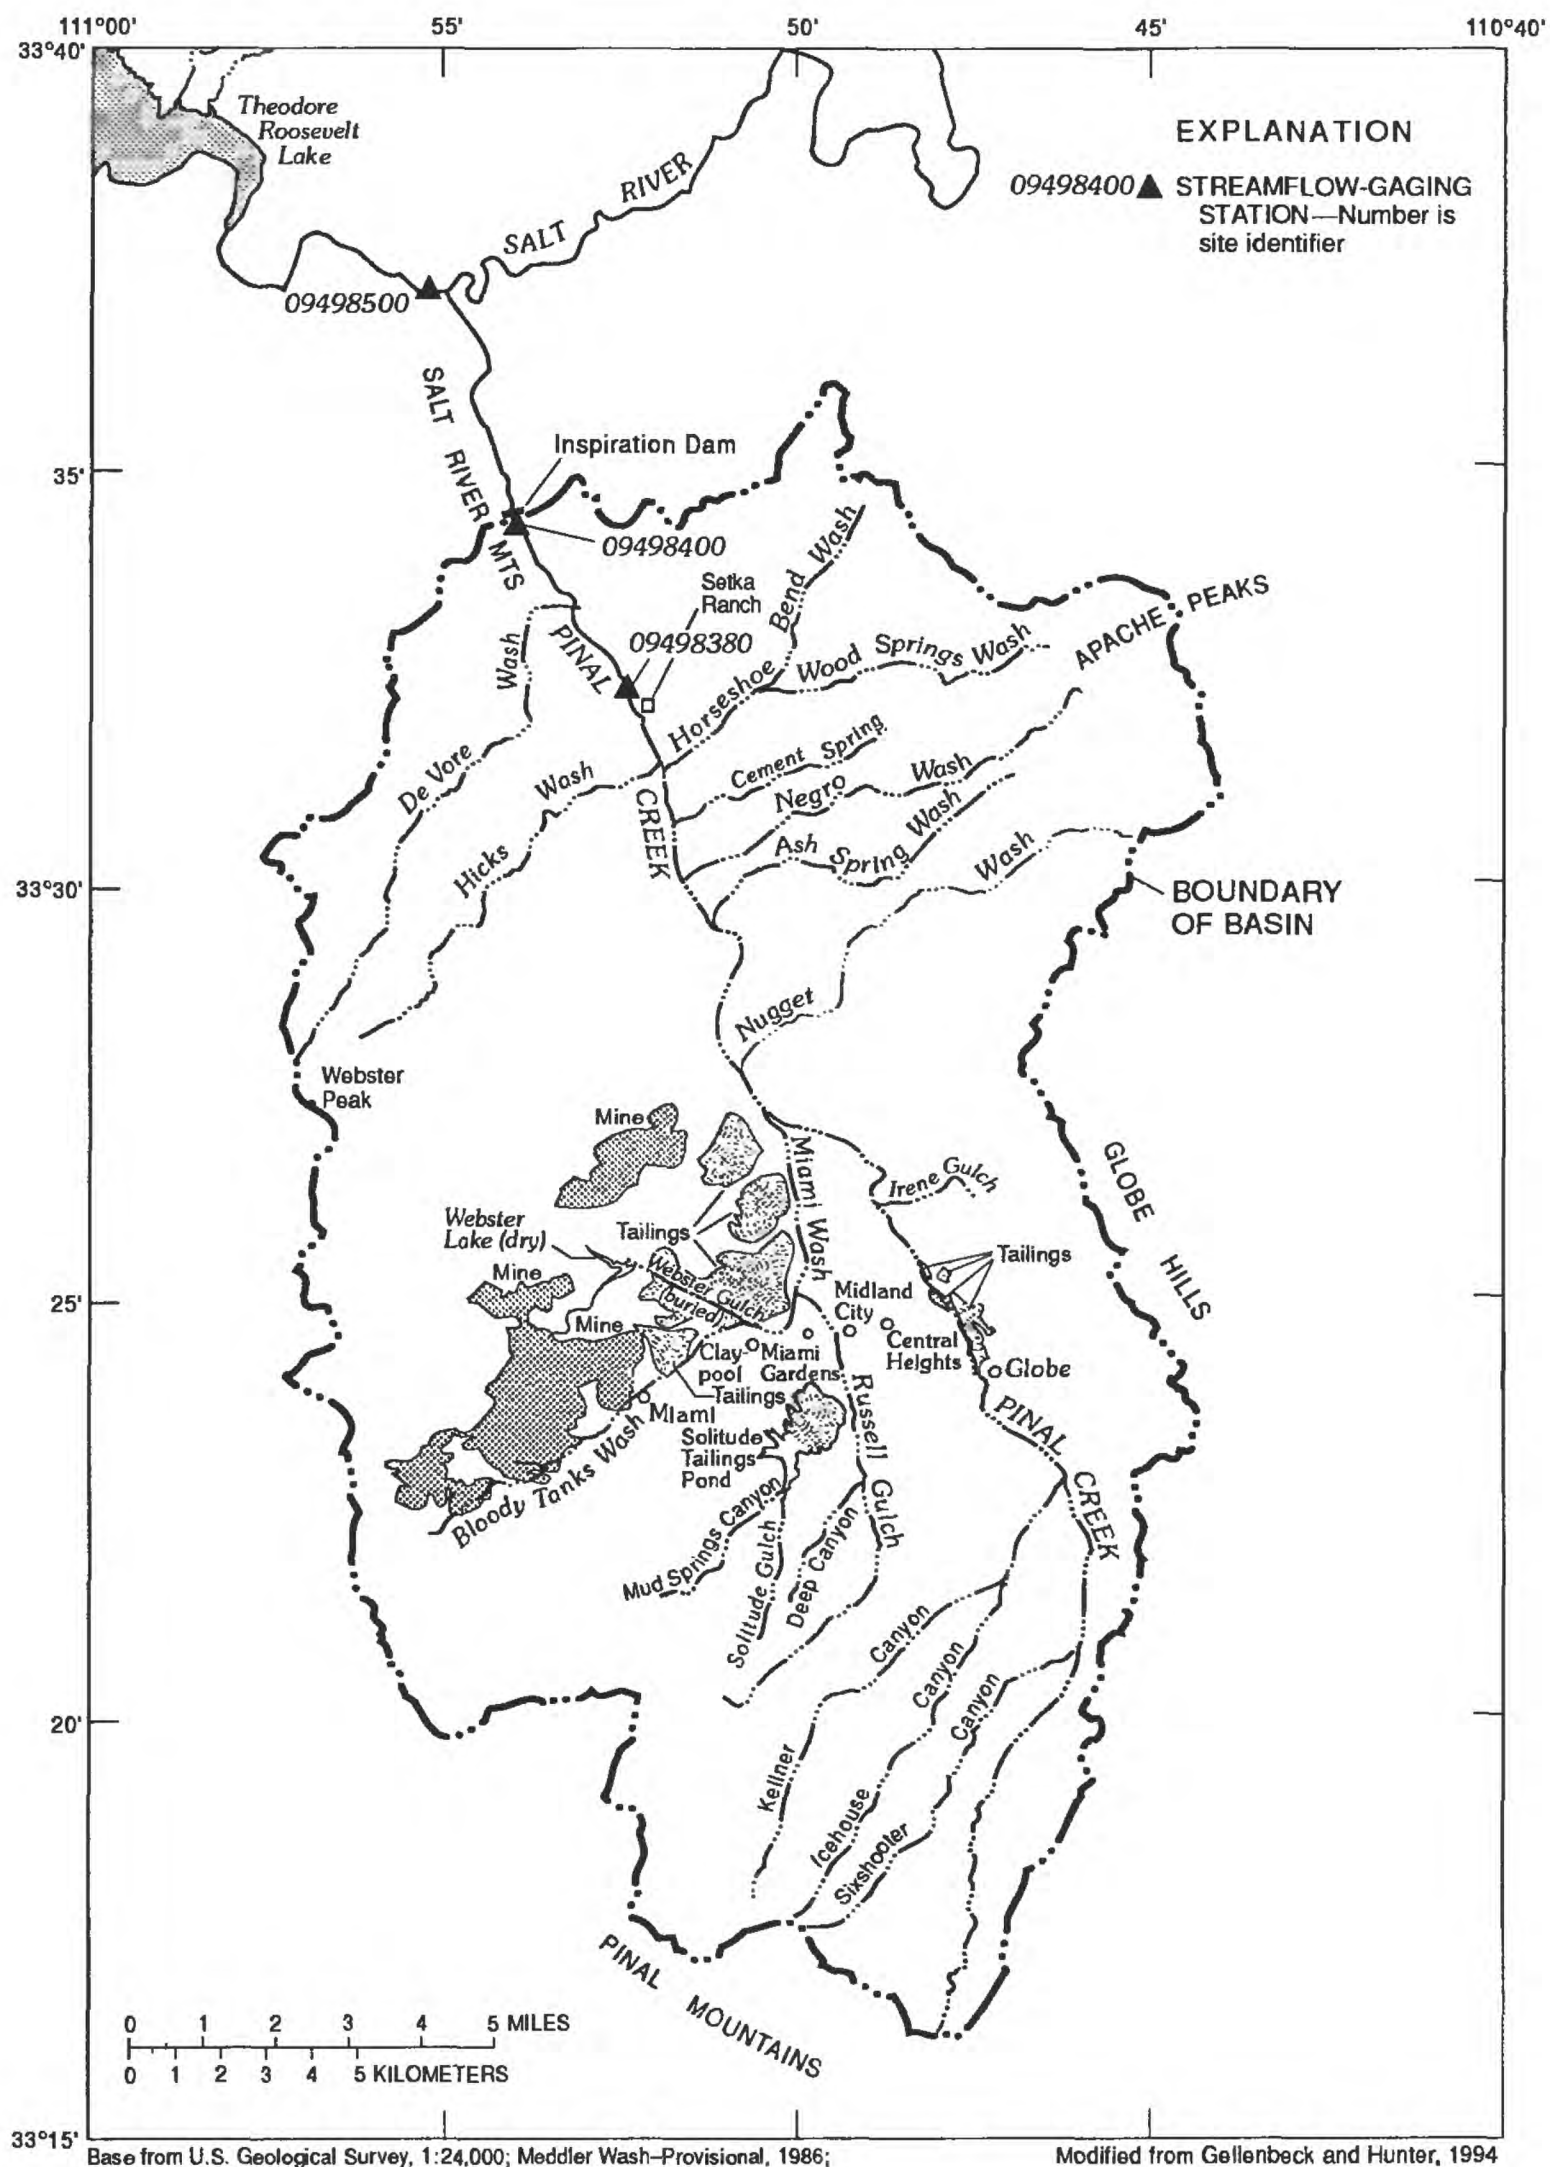 111°00' 55' 50' 45' 110°40'
33°40'
Theodore
Roosevelt
Lake
EXPLANATION
09498400 STREAMFLOW-GAGING
STATION—Number is
site identifier
SALT RIVER
09498500
SALT RIVER MTS
Inspiration Dam
35'
09498400
Setka
Ranch
09498380
Horseshoe Bend Wash
Wood Springs Wash
APACHE PEAKS
PINAL CREEK
De Vore Wash
Hicks Wash
Cement Spring
Negro Wash
Ash Spring Wash
Nugget Wash
33°30'
BOUNDARY
OF BASIN
Webster
Peak
Mine
Miami Wash
Irene Gulch
GLOBE HILLS
Webster
Lake (dry)
Tailings
Tailings
Mine
Webster Gulch
(buried)
Midland
City
25'
Mine
Central
Heights
Clay-
pool
Miami
Gardens
Globe
Tailings
Miami
Russell Gulch
PINAL CREEK
Solitude
Tailings
Pond
Bloody Tanks Wash
Mud Springs Canyon
Solitude Gulch
Deep Canyon
Kellner Canyon
Icehouse Canyon
Sixshooter Canyon
20'
PINAL MOUNTAINS
0 1 2 3 4 5 MILES
0 1 2 3 4 5 KILOMETERS
33°15'
Base from U.S. Geological Survey, 1:24,000; Meddler Wash–Provisional, 1986;
Modified from Gellenbeck and Hunter, 1994